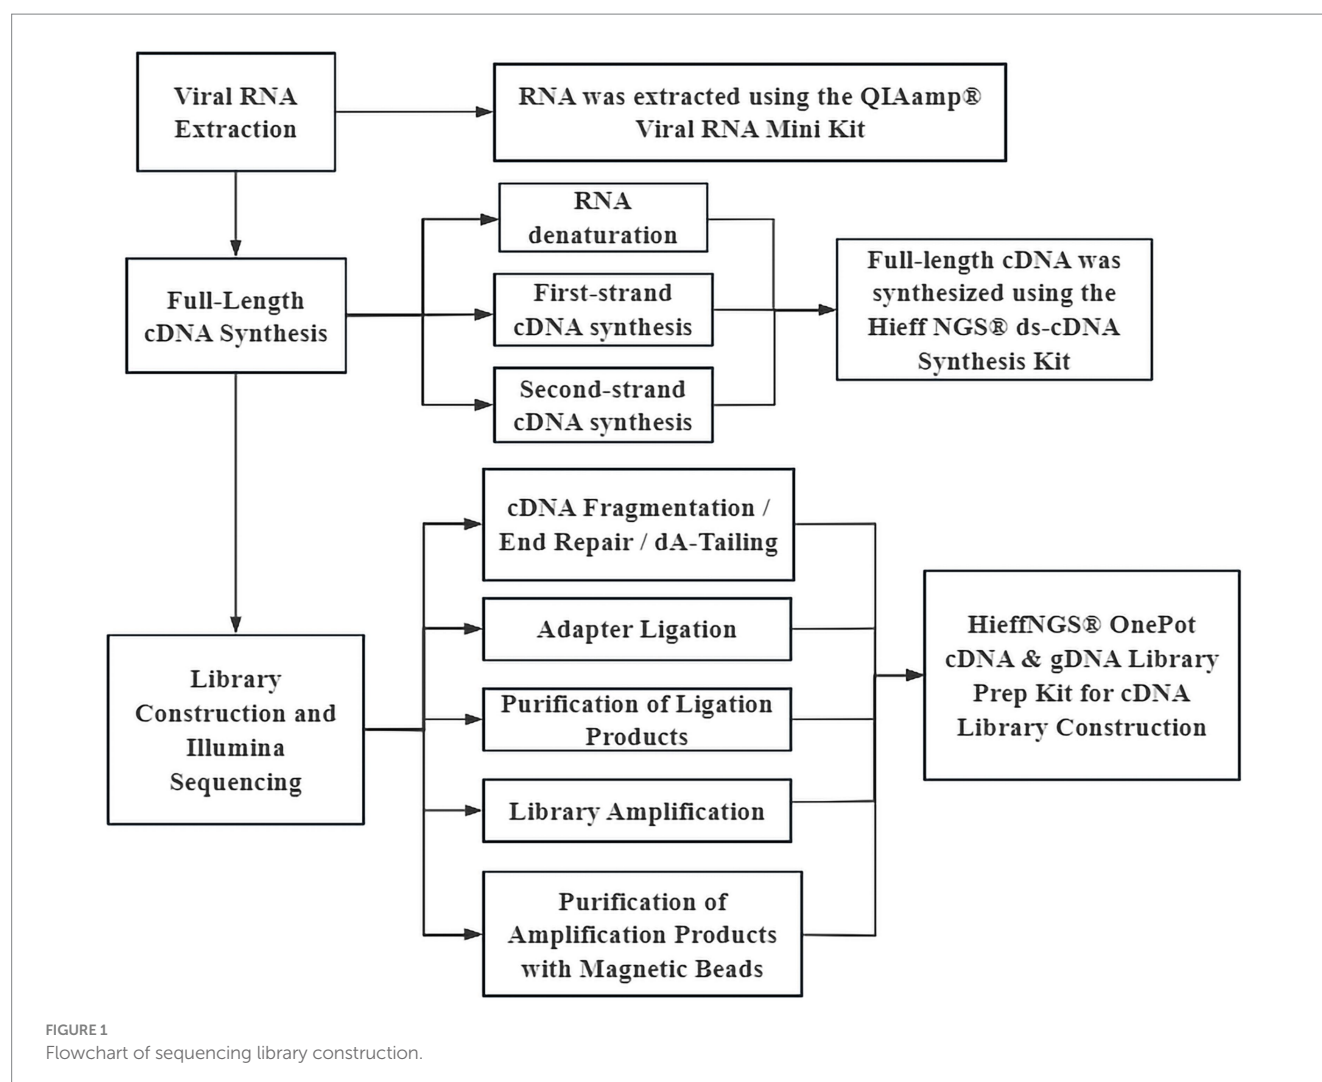 Viral RNA
Extraction
RNA was extracted using the QIAamp®
Viral RNA Mini Kit
Full-Length
cDNA Synthesis
RNA
denaturation
First-strand
cDNA synthesis
Second-strand
cDNA synthesis
Full-length cDNA was
synthesized using the
Hieff NGS® ds-cDNA
Synthesis Kit
Library
Construction and
Illumina
Sequencing
cDNA Fragmentation /
End Repair / dA-Tailing
Adapter Ligation
Purification of Ligation
Products
Library Amplification
Purification of
Amplification Products
with Magnetic Beads
HieffNGS® OnePot
cDNA & gDNA Library
Prep Kit for cDNA
Library Construction
FIGURE 1
Flowchart of sequencing library construction.